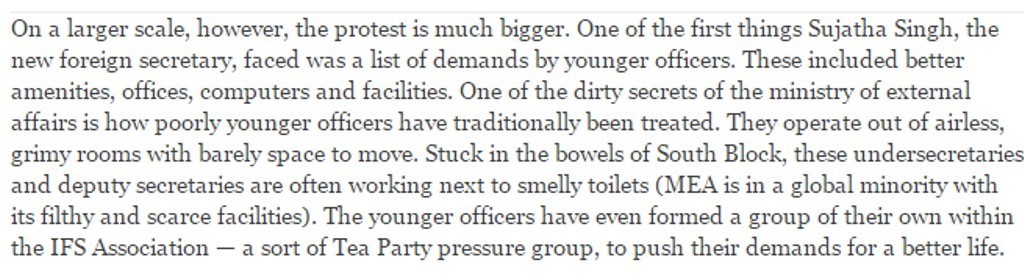 On a larger scale, however, the protest is much bigger. One of the first things Sujatha Singh, the
new foreign secretary, faced was a list of demands by younger officers. These included better
amenities, offices, computers and facilities. One of the dirty secrets of the ministry of external
affairs is how poorly younger officers have traditionally been treated. They operate out of airless,
grimy rooms with barely space to move. Stuck in the bowels of South Block, these undersecretaries
and deputy secretaries are often working next to smelly toilets (MEA is in a global minority with
its filthy and scarce facilities). The younger officers have even formed a group of their own within
the IFS Association — a sort of Tea Party pressure group, to push their demands for a better life.